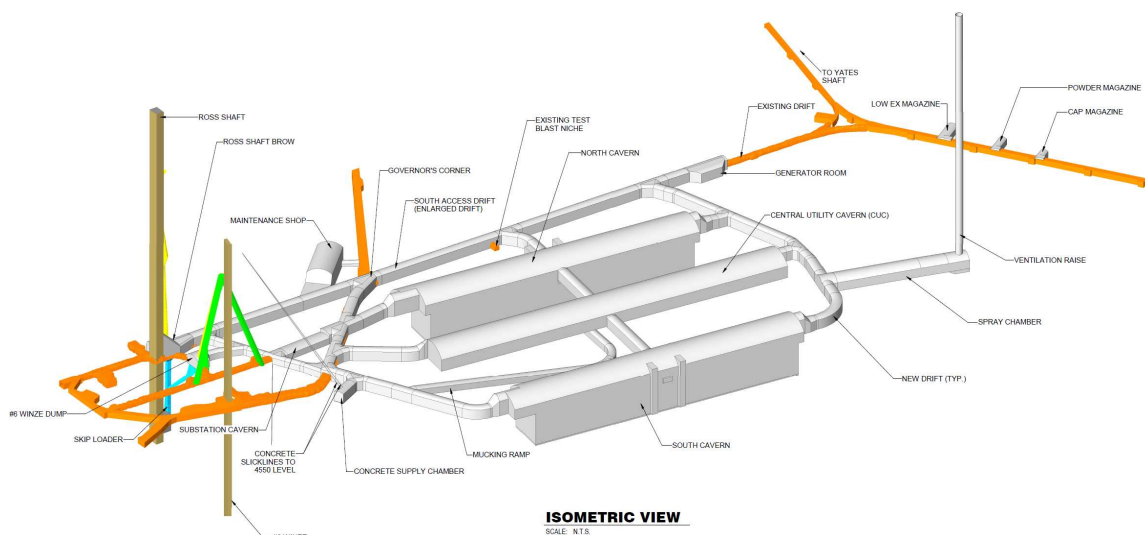 TO YATES
SHAFT
POWDER MAGAZINE
LOW EX MAGAZINE
CAP MAGAZINE
ROSS SHAFT
EXISTING TEST
BLAST NICHE
EXISTING DRIFT
ROSS SHAFT BROW
NORTH CAVERN
GOVERNOR'S CORNER
GENERATOR ROOM
SOUTH ACCESS DRIFT
(ENLARGED DRIFT)
MAINTENANCE SHOP
CENTRAL UTILITY CAVERN (CUC)
VENTILATION RAISE
SPRAY CHAMBER
NEW DRIFT (TYP.)
#6 WINZE DUMP
SUBSTATION CAVERN
SKIP LOADER
SOUTH CAVERN
CONCRETE
SLICKLINES TO
4550 LEVEL
MUCKING RAMP
CONCRETE SUPPLY CHAMBER
ISOMETRIC VIEW
SCALE: N.T.S.